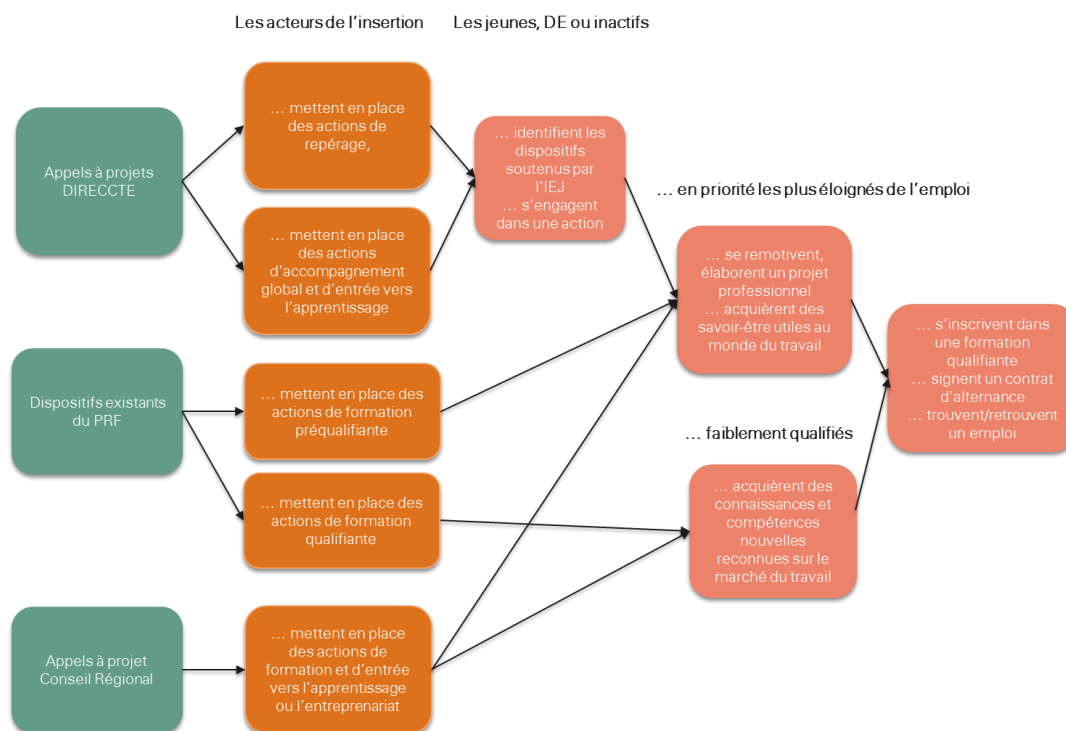 Les acteurs de l'insertion
Les jeunes, DE ou inactifs
Appels à projets
DIRECCTE
… mettent en place
des actions de
repérage,
… mettent en place
des actions
d'accompagnement
global et d'entrée vers
l'apprentissage
… identifient les
dispositifs
soutenus par
l'IEJ
… s'engagent
dans une action
… en priorité les plus éloignés de l'emploi
… se remotivent,
élaborent un projet
professionnel
… acquièrent des
savoir-être utiles au
monde du travail
… s'inscrivent dans
une formation
qualifiante
… signent un contrat
d'alternance
… trouvent/retrouvent
un emploi
Dispositifs existants
du PRF
… mettent en place des
actions de formation
préqualifiante
… mettent en place des
actions de formation
qualifiante
… faiblement qualifiés
… acquièrent des
connaissances et
compétences
nouvelles
reconnues sur le
marché du travail
Appels à projet
Conseil Régional
… mettent en place
des actions de
formation et d'entrée
vers l'apprentissage
ou l'entreprenariat